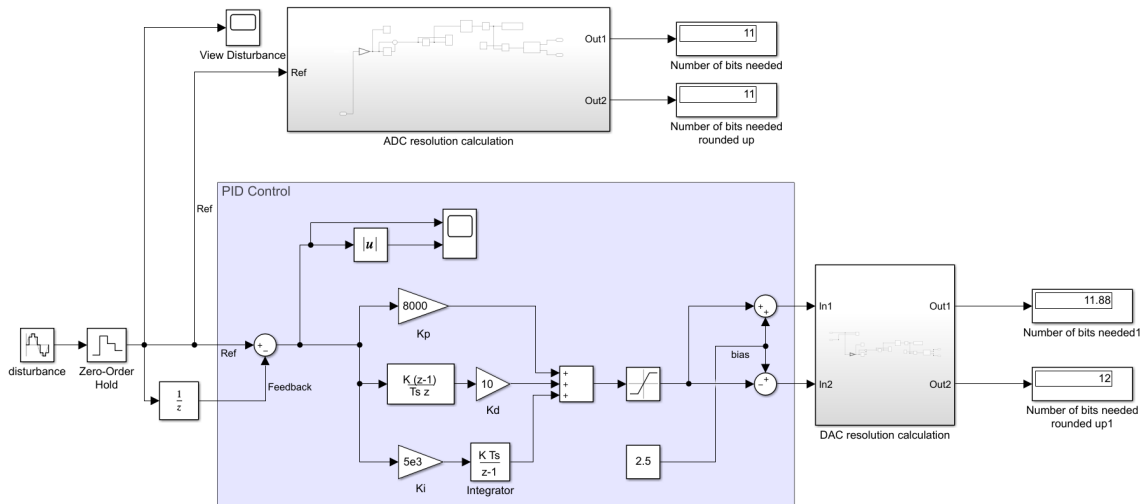 View Disturbance
Ref
Out1
Out2
ADC resolution calculation
11
Number of bits needed
11
Number of bits needed
rounded up
PID Control
Ref
|u|
8000
Kp
disturbance
Zero-Order
Hold
Ref
+
−
Feedback
1
z
K (z-1)
Ts z
10
Kd
5e3
Ki
K Ts
z-1
Integrator
+
+
+
+
+
bias
−
+
2.5
In1
In2
Out1
Out2
DAC resolution calculation
11.88
Number of bits needed1
12
Number of bits needed
rounded up1